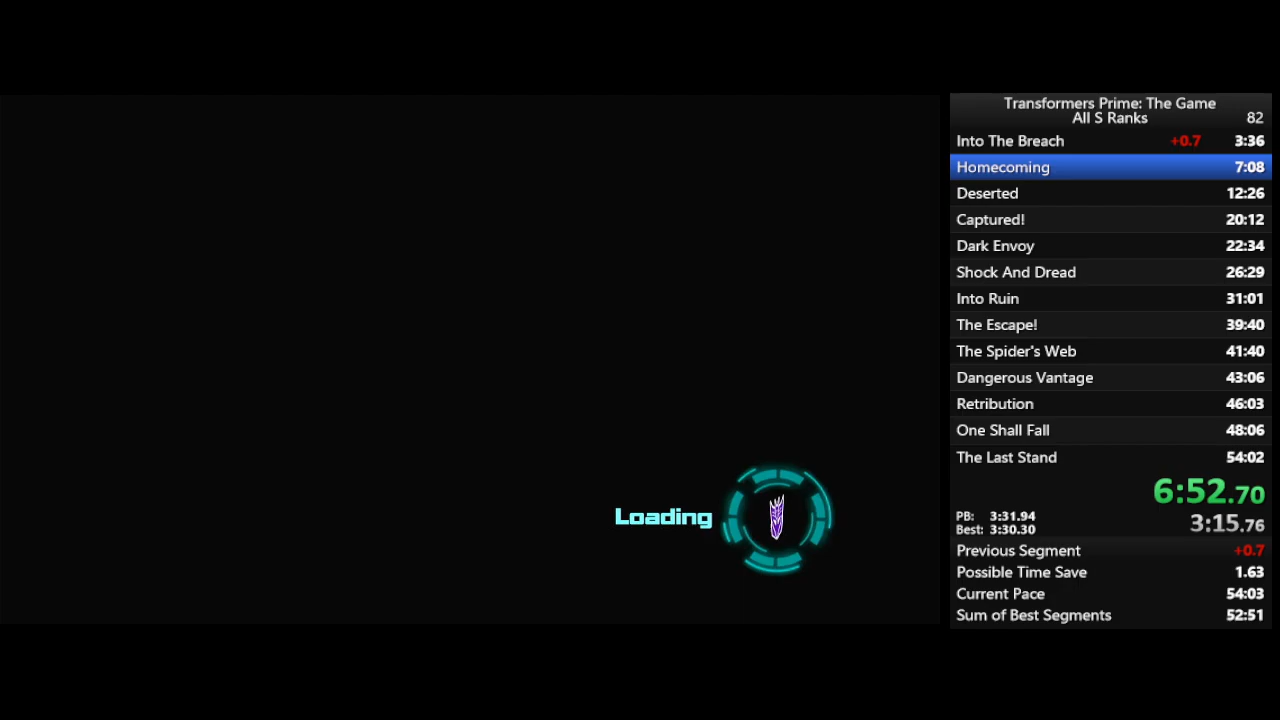 Loading
Transformers Prime: The Game
All S Ranks 82
Into The Breach +0.7 3:36
Homecoming 7:08
Deserted 12:26
Captured! 20:12
Dark Envoy 22:34
Shock And Dread 26:29
Into Ruin 31:01
The Escape! 39:40
The Spider's Web 41:40
Dangerous Vantage 43:06
Retribution 46:03
One Shall Fall 48:06
The Last Stand 54:02
6:52.70
PB: 3:31.94
Best: 3:30.30
3:15.76
Previous Segment +0.7
Possible Time Save 1.63
Current Pace 54:03
Sum of Best Segments 52:51